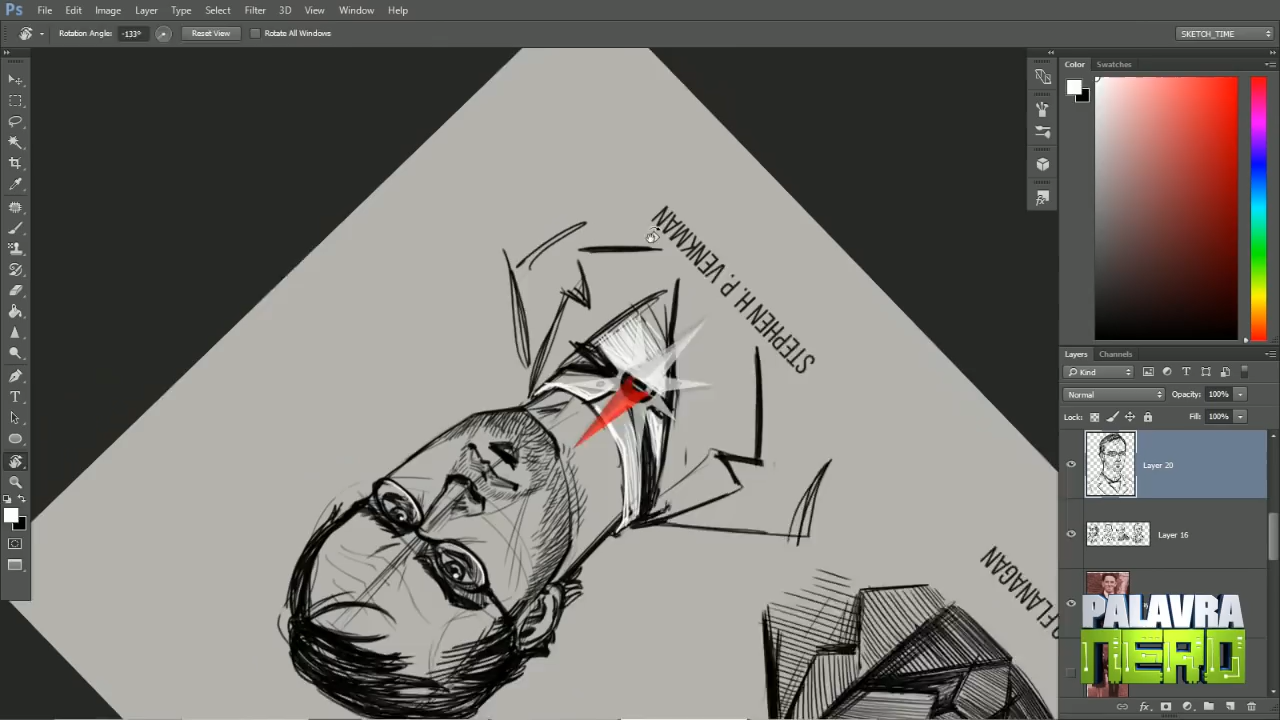 Ps File Edit Image Layer Type Select Filter 3D View Window Help
Rotation Angle: -133° Reset View Rotate All Windows SKETCH_TIME
Color Swatches
STEPHEN H.P. VENKMAN
Layers Channels
Kind
Normal Opacity: 100%
Lock: Fill: 100%
Layer 20
Layer 16
FLANAGAN
PALAVRA
NERD
fx